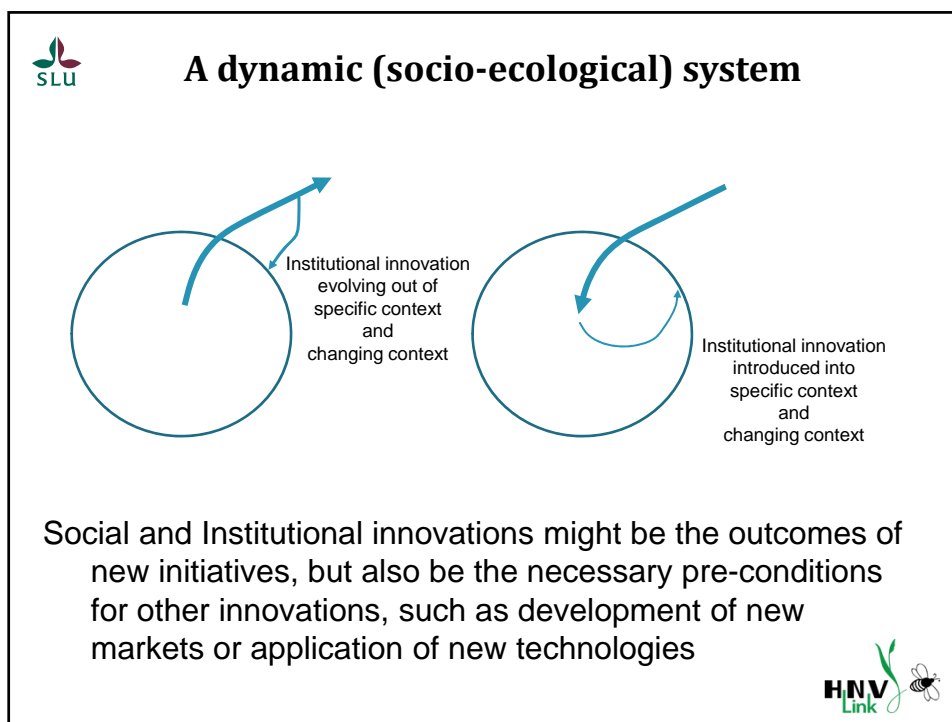 SLU
A dynamic (socio-ecological) system
Institutional innovation
evolving out of
specific context
and
changing context
Institutional innovation
introduced into
specific context
and
changing context
Social and Institutional innovations might be the outcomes of
new initiatives, but also be the necessary pre-conditions
for other innovations, such as development of new
markets or application of new technologies
HNV
Link